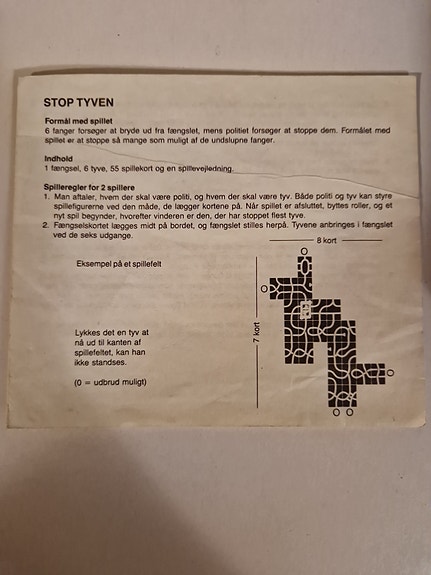 STOP TYVEN
Formål med spillet
6 fanger forsøger at bryde ud fra fængslet, mens politiet forsøger at stoppe dem. Formålet med
spillet er at stoppe så mange som muligt af de undslupne fanger.
Indhold
1 fængsel, 6 tyve, 55 spillekort og en spillevejledning.
Spilleregler for 2 spillere
1. Man aftaler, hvem der skal være politi, og hvem der skal være tyv. Både politi og tyv kan styre
spillefigurerne ved den måde, de lægger kortene på. Når spillet er afsluttet, byttes roller, og et
nyt spil begynder, hvorefter vinderen er den, der har stoppet flest tyve.
2. Fængselskortet lægges midt på bordet, og fængslet stilles herpå. Tyvene anbringes i fængslet
ved de seks udgange.
8 kort
Eksempel på et spillefelt
7 kort
Lykkes det en tyv at
nå ud til kanten af
spillefeltet, kan han
ikke standses.
(0 = udbrud muligt)
O
O
O
O O